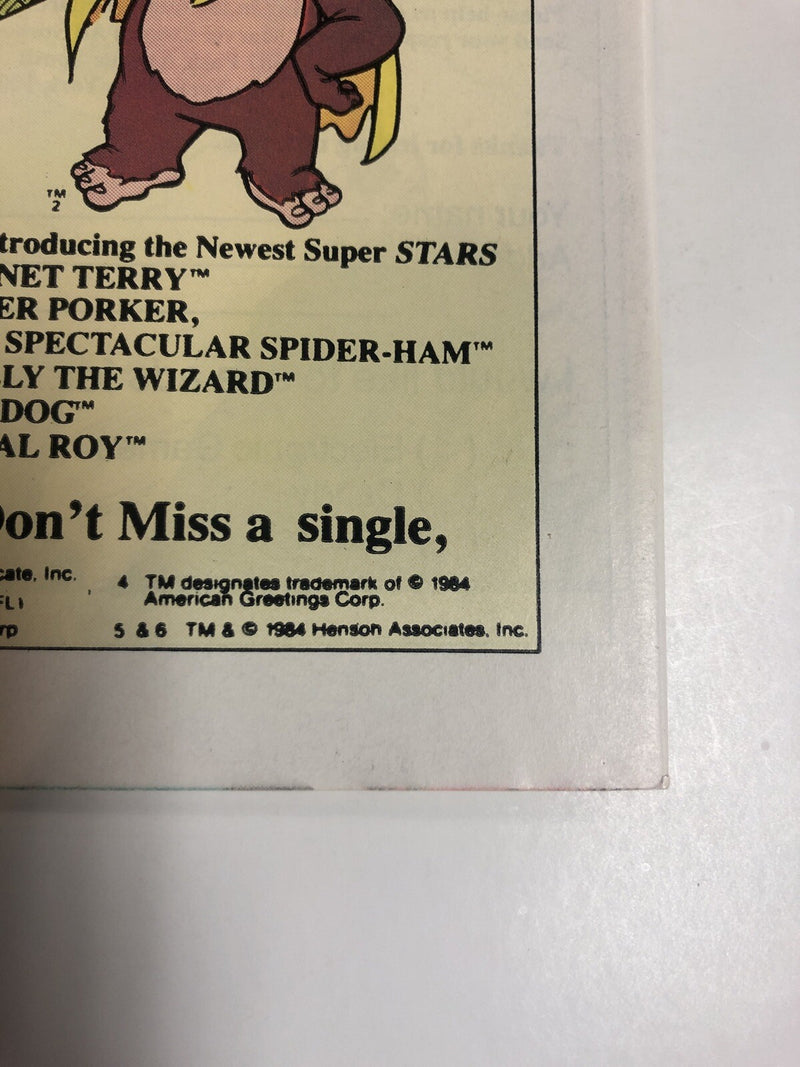 TM
2
troducing the Newest Super STARS
NET TERRY™
ER PORKER,
SPECTACULAR SPIDER-HAM™
LY THE WIZARD™
DOG™
AL ROY™
on't Miss a single,
cate, Inc.
FLI
rp
4 TM designates trademark of © 1984
American Greetings Corp.
5 & 6 TM & © 1984 Henson Associates, Inc.